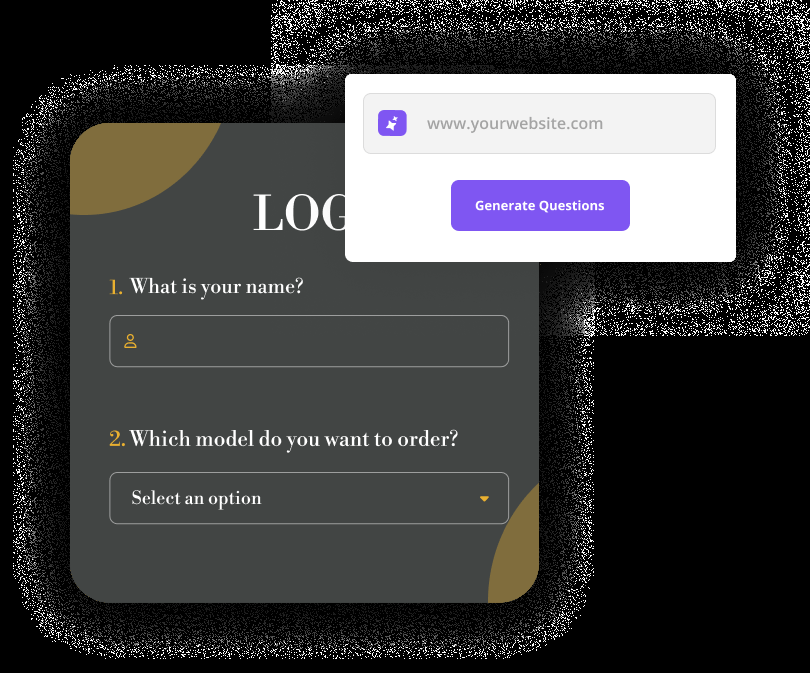 www.yourwebsite.com
Generate Questions
LOG
1. What is your name?
2. Which model do you want to order?
Select an option